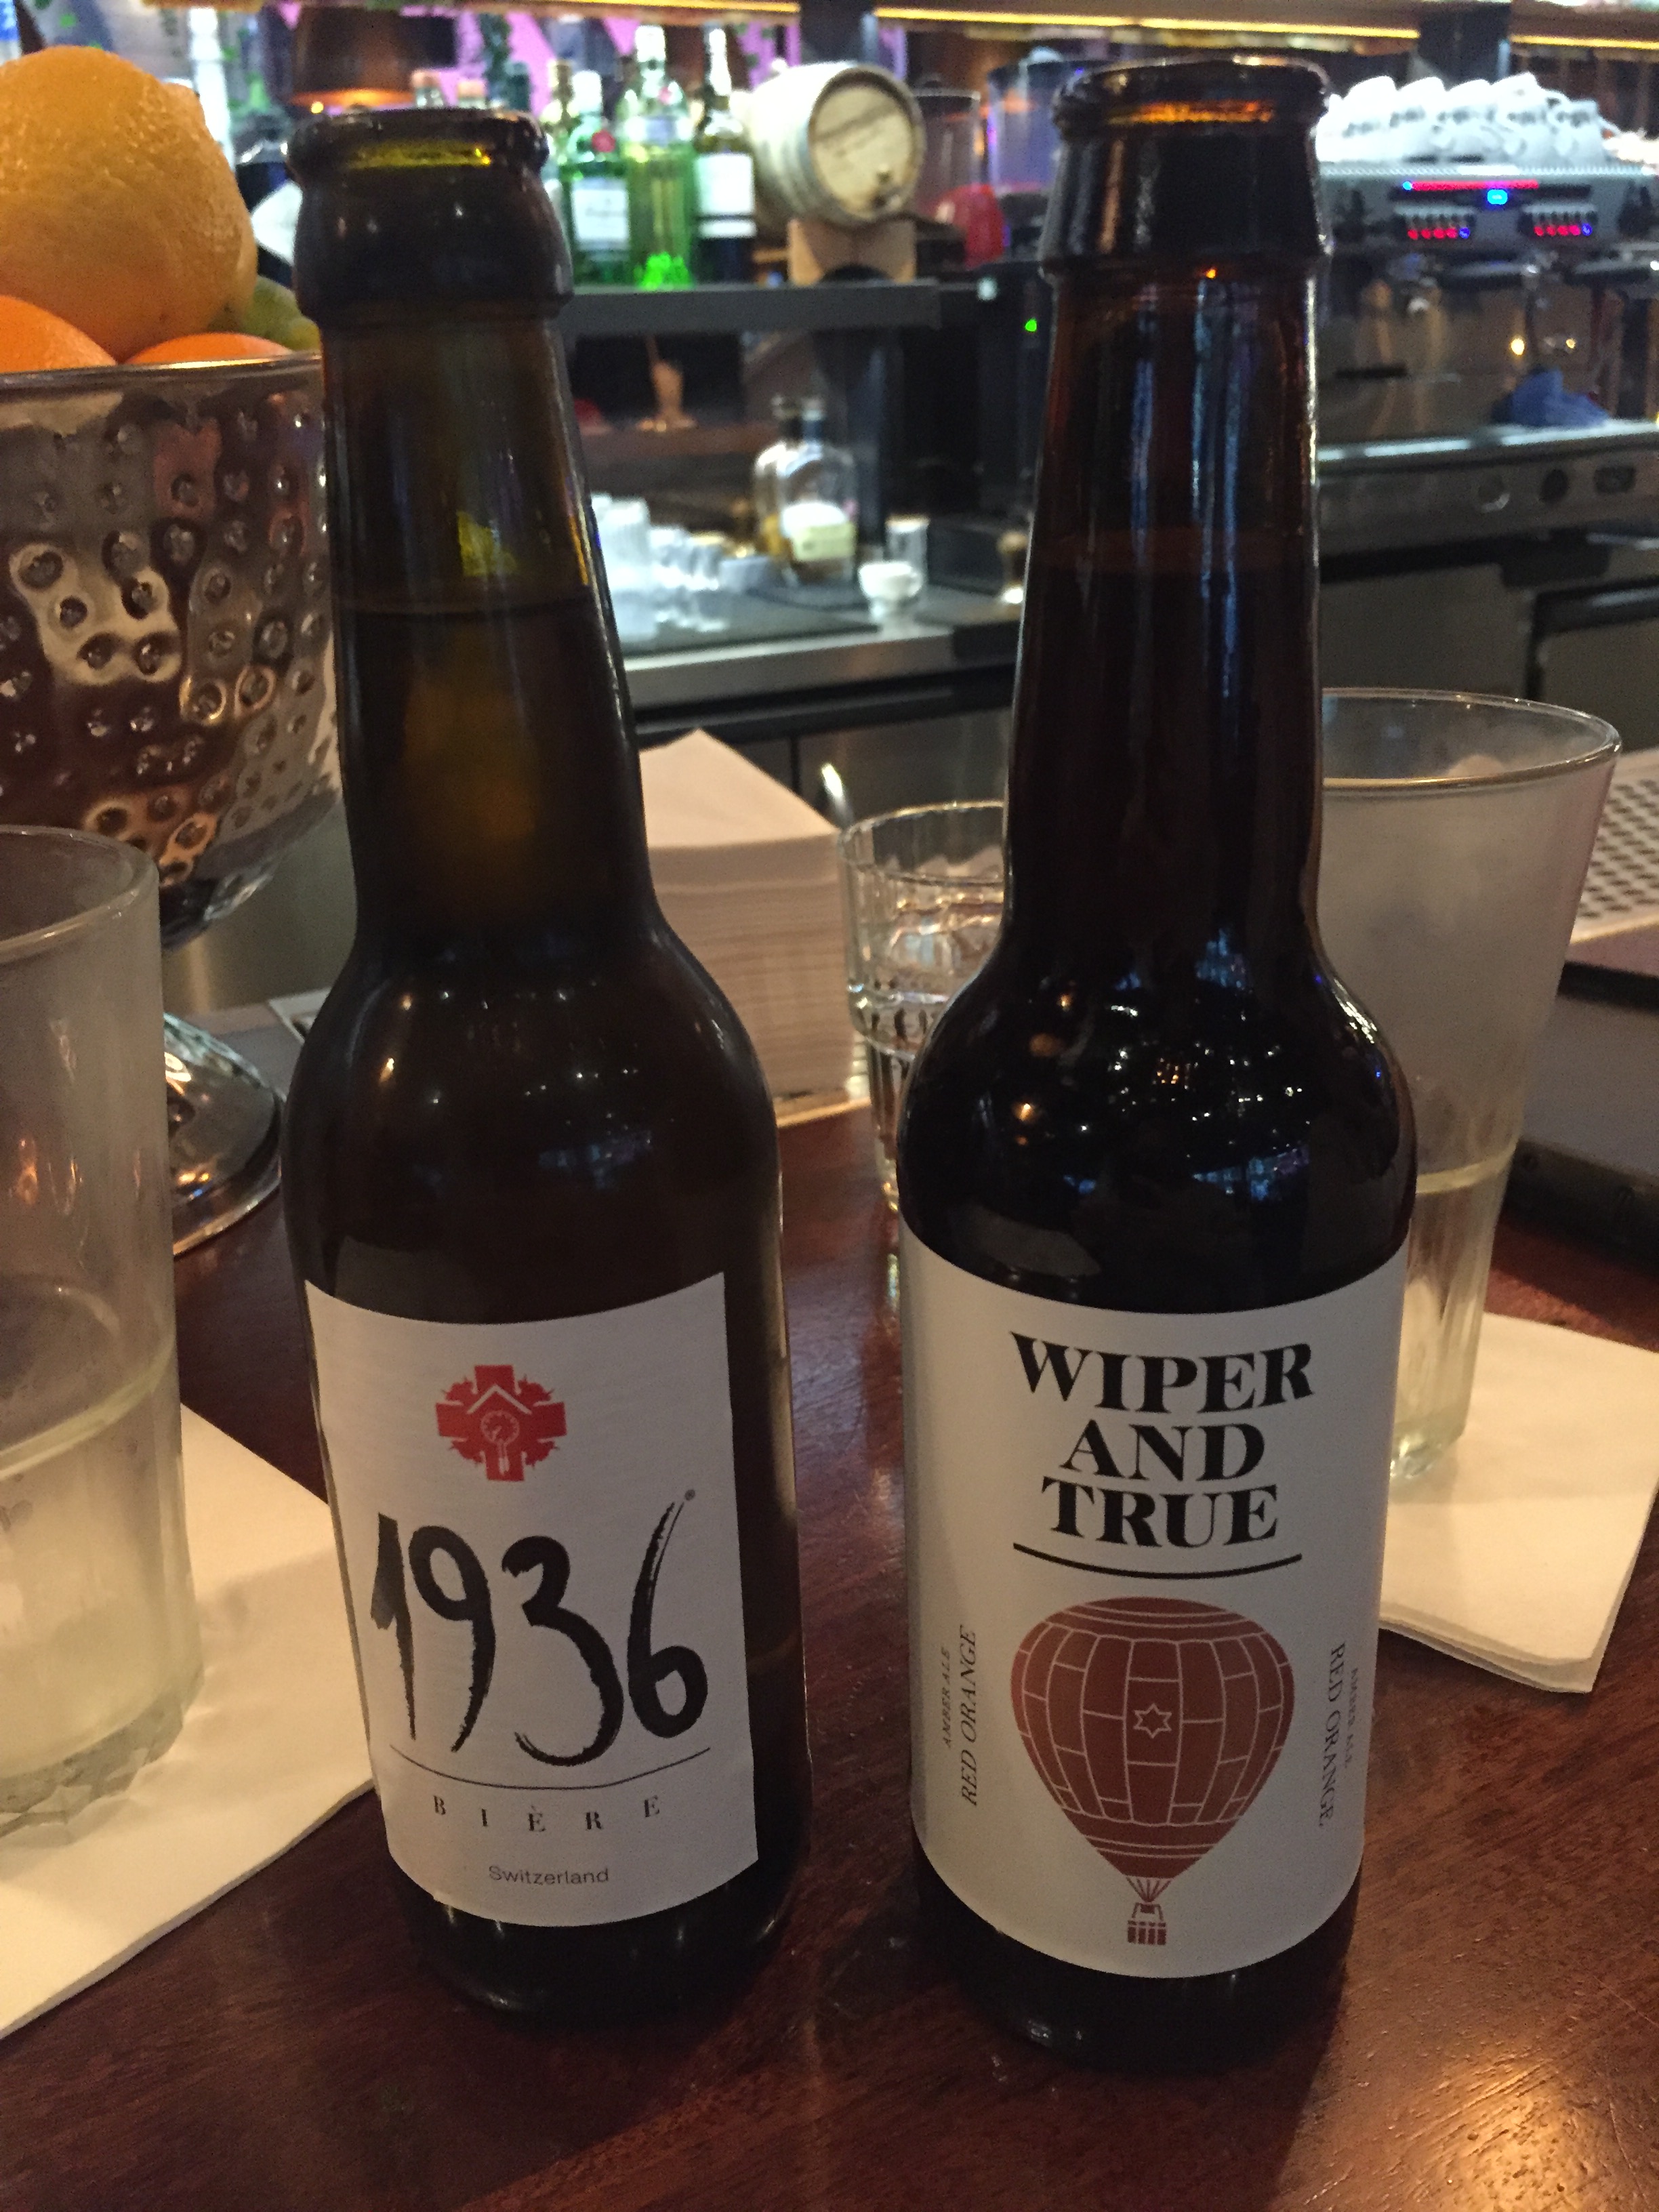 1936®
BIÈRE
Switzerland
WIPER
AND
TRUE
AMBER ALE
RED ORANGE
RED ORANGE
AMBER ALE